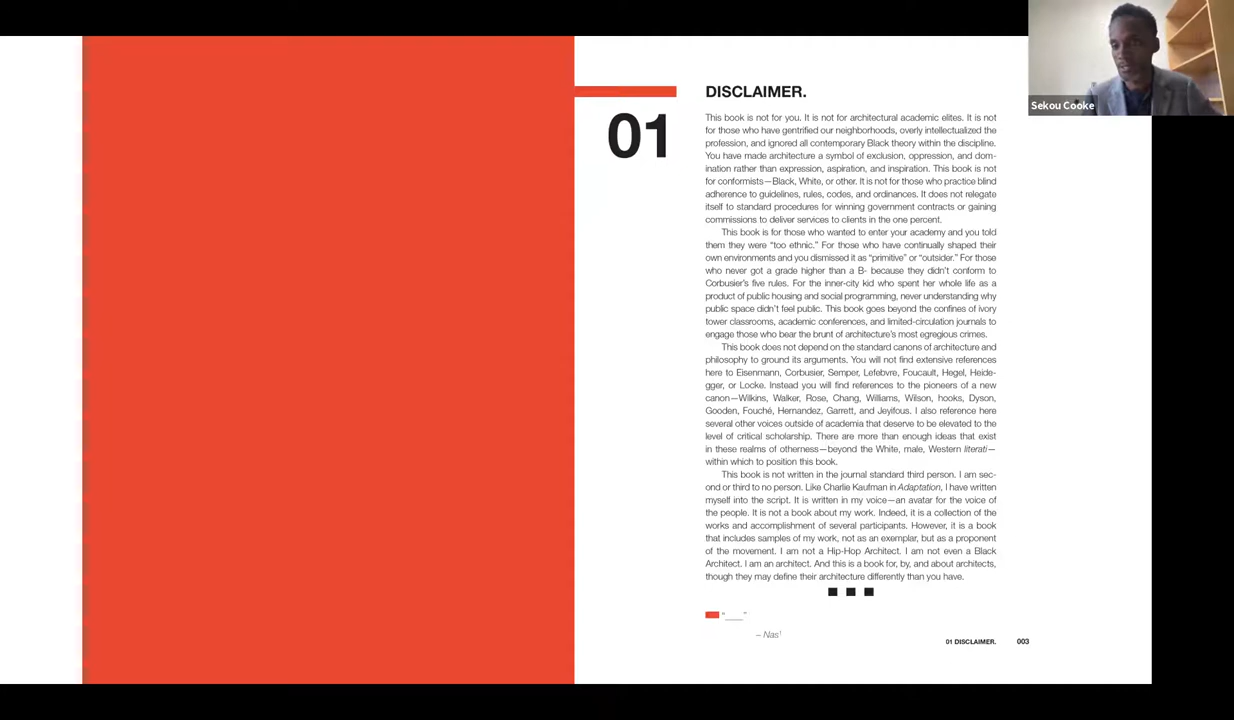 Sekou Cooke
01
DISCLAIMER.
This book is not for you. It is not for architectural academic elites. It is not
for those who have gentrified our neighborhoods, overly intellectualized the
profession, and ignored all contemporary Black theory within the discipline.
You have made architecture a symbol of exclusion, oppression, and dom-
ination rather than expression, aspiration, and inspiration. This book is not
for conformists—Black, White, or other. It is not for those who practice blind
adherence to guidelines, rules, codes, and ordinances. It does not relegate
itself to standard procedures for winning government contracts or gaining
commissions to deliver services to clients in the one percent.
This book is for those who wanted to enter your academy and you told
them they were “too ethnic.” For those who have continually shaped their
own environments and you dismissed it as “primitive” or “outsider.” For those
who never got a grade higher than a B- because they didn’t conform to
Corbusier’s five rules. For the inner-city kid who spent her whole life as a
product of public housing and social programming, never understanding why
public space didn’t feel public. This book goes beyond the confines of ivory
tower classrooms, academic conferences, and limited-circulation journals to
engage those who bear the brunt of architecture’s most egregious crimes.
This book does not depend on the standard canons of architecture and
philosophy to ground its arguments. You will not find extensive references
here to Eisenmann, Corbusier, Semper, Lefebvre, Foucault, Hegel, Heide-
gger, or Locke. Instead you will find references to the pioneers of a new
canon—Wilkins, Walker, Rose, Chang, Williams, Wilson, hooks, Dyson,
Gooden, Fouché, Hernandez, Garrett, and Jeyifous. I also reference here
several other voices outside of academia that deserve to be elevated to the
level of critical scholarship. There are more than enough ideas that exist
in these realms of otherness—beyond the White, male, Western literati—
within which to position this book.
This book is not written in the journal standard third person. I am sec-
ond or third to no person. Like Charlie Kaufman in Adaptation, I have written
myself into the script. It is written in my voice—an avatar for the voice of
the people. It is not a book about my work. Indeed, it is a collection of the
works and accomplishment of several participants. However, it is a book
that includes samples of my work, not as an exemplar, but as a proponent
of the movement. I am not a Hip-Hop Architect. I am not even a Black
Architect. I am an architect. And this is a book for, by, and about architects,
though they may define their architecture differently than you have.
“___”
– Nas¹
01 DISCLAIMER. 003